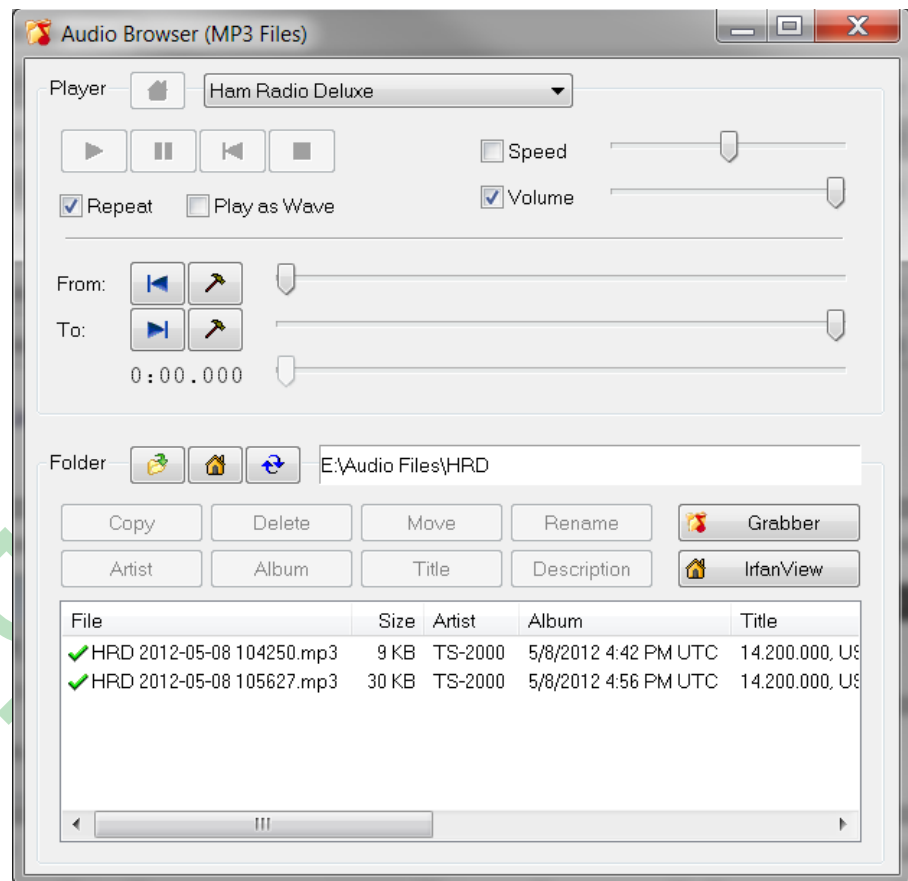 Audio Browser (MP3 Files)
Player Ham Radio Deluxe
Speed
Repeat Play as Wave Volume
From:
To:
0:00.000
Folder E:\Audio Files\HRD
Copy Delete Move Rename Grabber
Artist Album Title Description IrfanView
File Size Artist Album Title
HRD 2012-05-08 104250.mp3 9 KB TS-2000 5/8/2012 4:42 PM UTC 14.200.000, US
HRD 2012-05-08 105627.mp3 30 KB TS-2000 5/8/2012 4:56 PM UTC 14.200.000, US